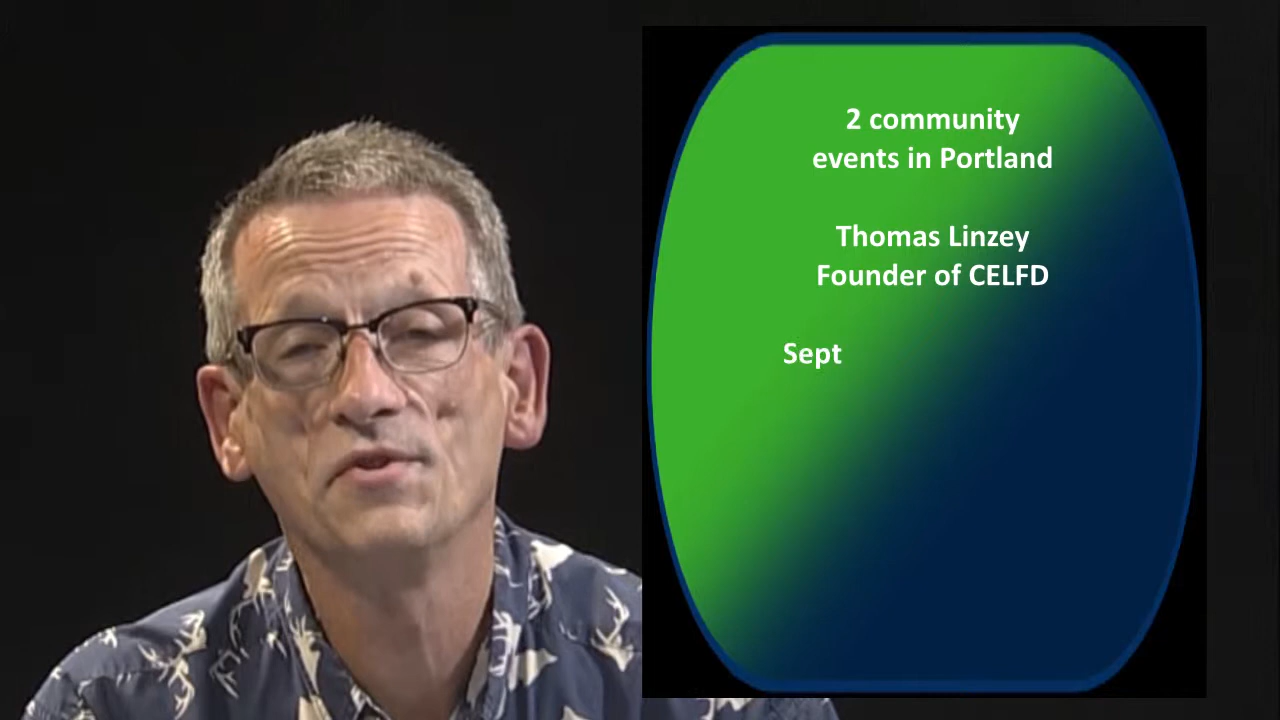 2 community
events in Portland
Thomas Linzey
Founder of CELFD
Sept